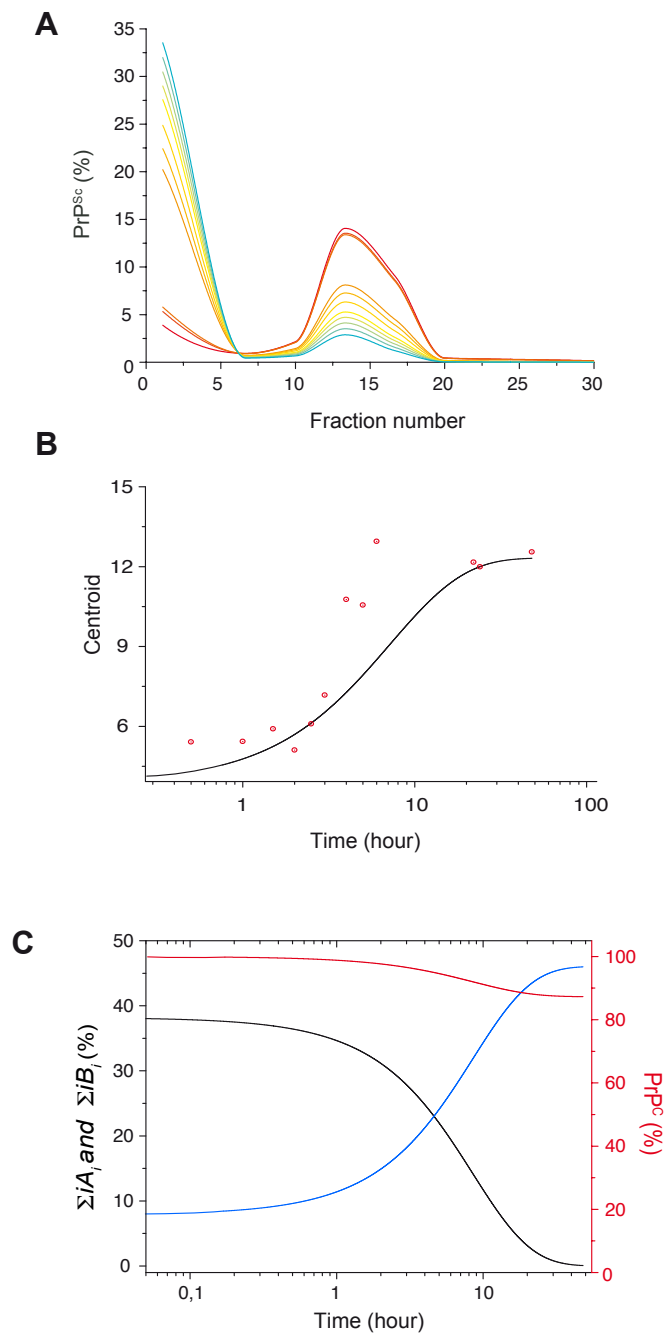 A
35
30
25
20
15
10
5
0
PrP^Sc (%)
0 5 10 15 20 25 30
Fraction number
B
15
12
9
6
Centroid
1 10 100
Time (hour)
C
50
40
30
20
10
0
ΣiA_i and ΣiB_i (%)
100
80
60
40
20
0
PrP^C (%)
0,1 1 10
Time (hour)